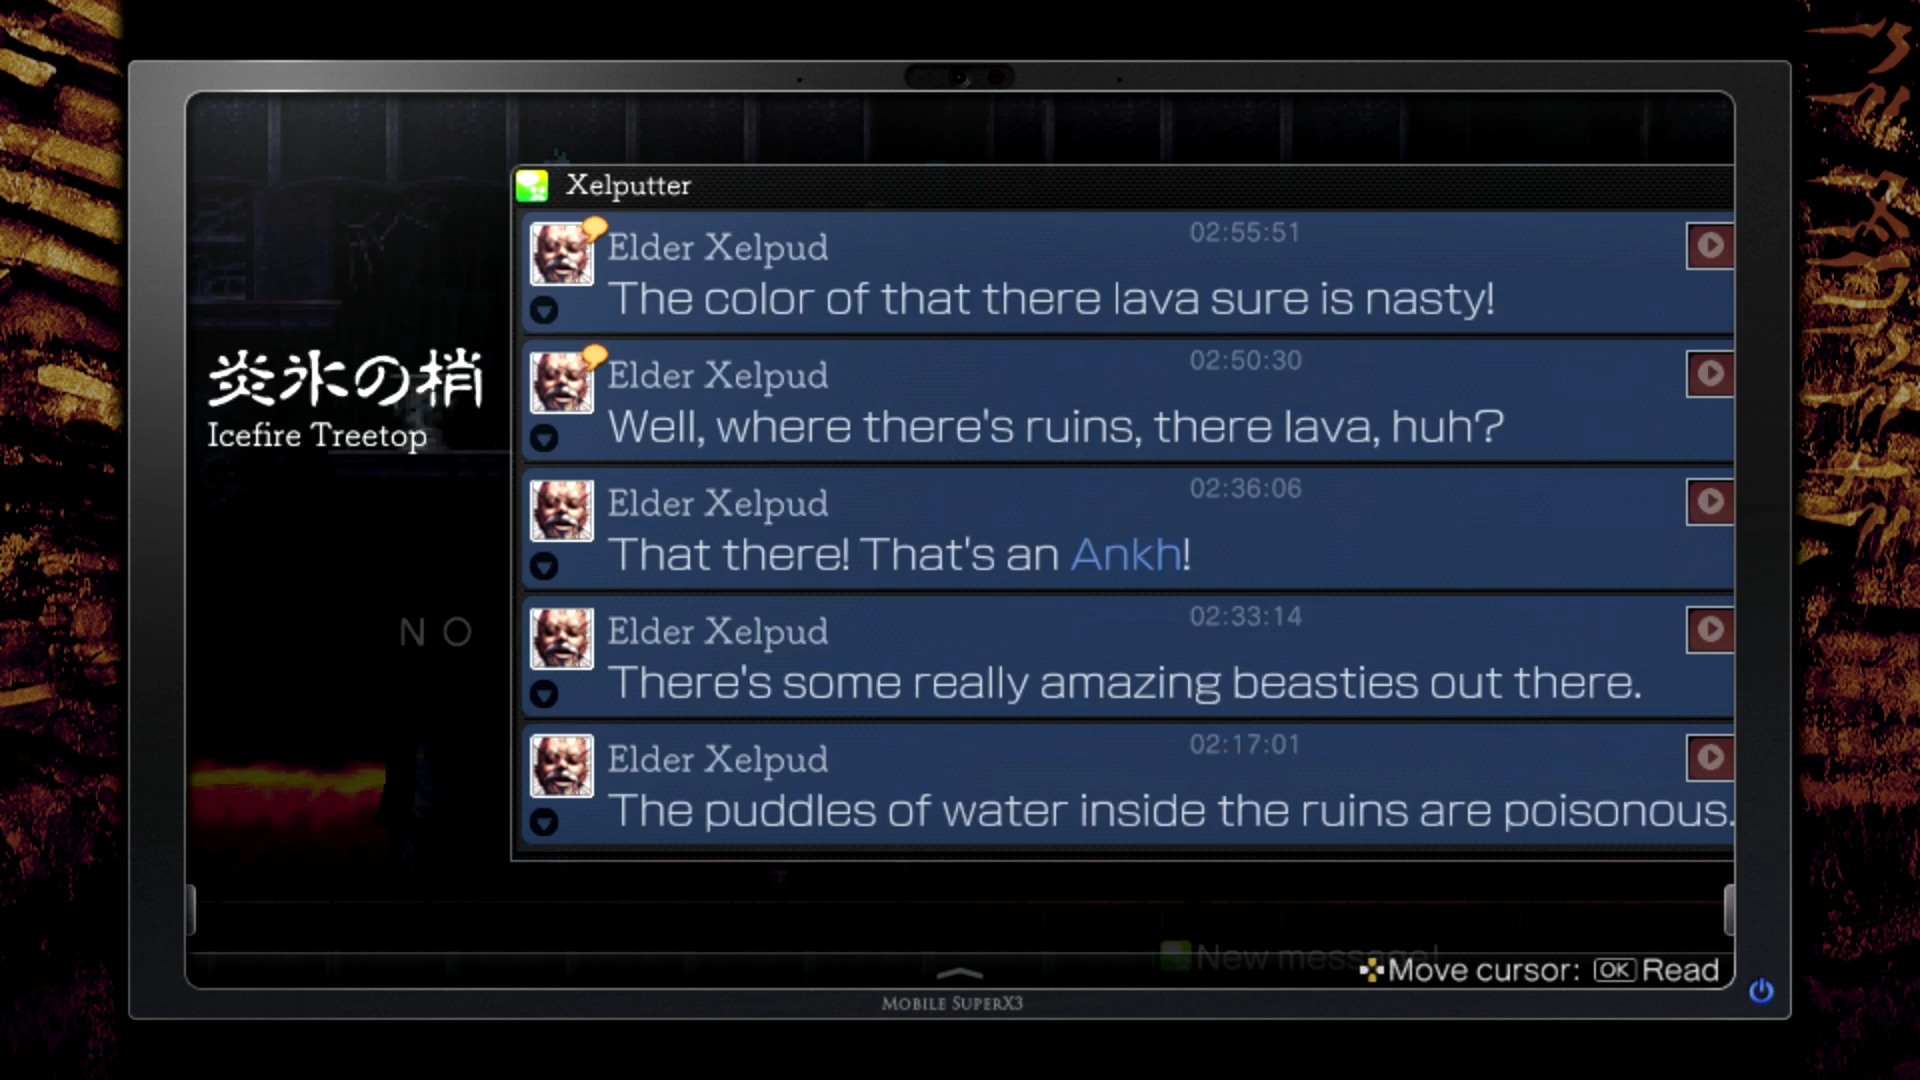 Xelputter
Elder Xelpud 02:55:51
The color of that there lava sure is nasty!
Elder Xelpud 02:50:30
Well, where there's ruins, there lava, huh?
炎氷の梢
Icefire Treetop
Elder Xelpud 02:36:06
That there! That's an Ankh!
Elder Xelpud 02:33:14
N O
There's some really amazing beasties out there.
Elder Xelpud 02:17:01
The puddles of water inside the ruins are poisonous.
New message!
Move cursor: OK Read
MOBILE SUPERX3